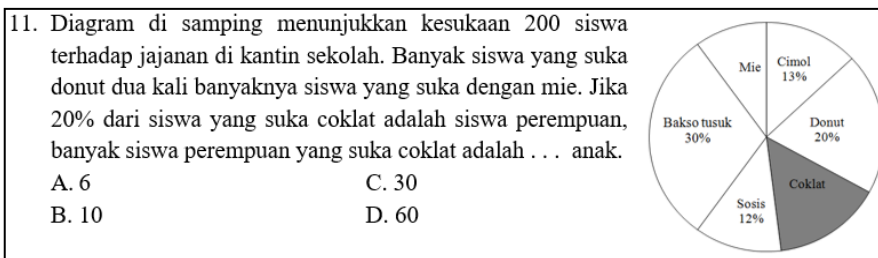 11. Diagram di samping menunjukkan kesukaan 200 siswa
terhadap jajanan di kantin sekolah. Banyak siswa yang suka
donut dua kali banyaknya siswa yang suka dengan mie. Jika
20% dari siswa yang suka coklat adalah siswa perempuan,
banyak siswa perempuan yang suka coklat adalah . . . anak.
A. 6
C. 30
B. 10
D. 60
Mie
Cimol
13%
Bakso tusuk
30%
Donut
20%
Coklat
Sosis
12%